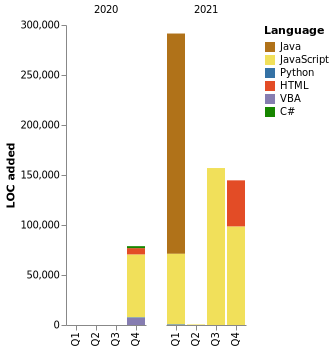 2020 2021
Language
Java
JavaScript
Python
HTML
VBA
C#
LOC added
300,000
250,000
200,000
150,000
100,000
50,000
0
Q1 Q2 Q3 Q4 Q1 Q2 Q3 Q4